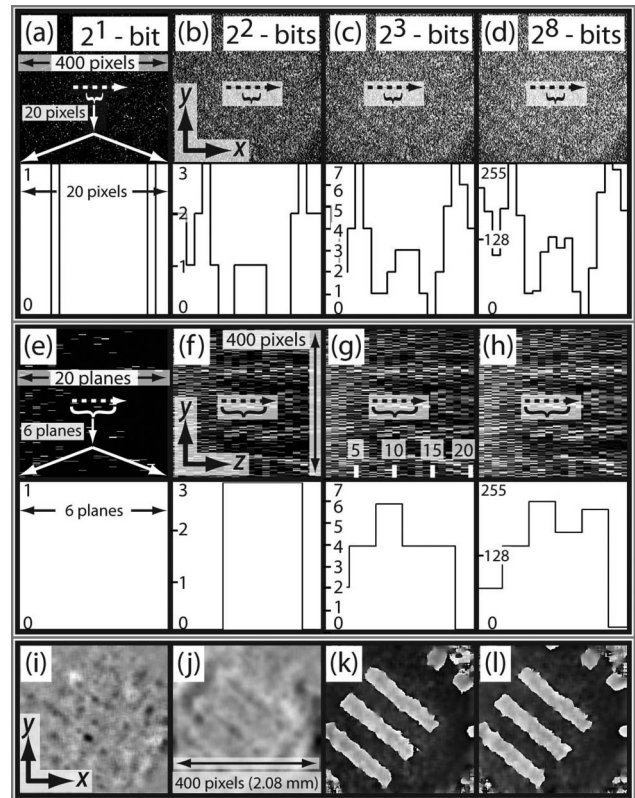 (a) 2¹ - bit (b) 2² - bits (c) 2³ - bits (d) 2⁸ - bits
400 pixels
20 pixels
y
x
1
20 pixels
0
3
2
1
0
7
6
5
4
3
2
1
0
255
128
0
(e) (f) (g) (h)
400 pixels
20 planes
6 planes
y
z
5 10 15 20
1
6 planes
0
3
2
1
0
7
6
5
4
3
2
1
0
255
128
0
(i) (j) (k) (l)
y
x
400 pixels (2.08 mm)